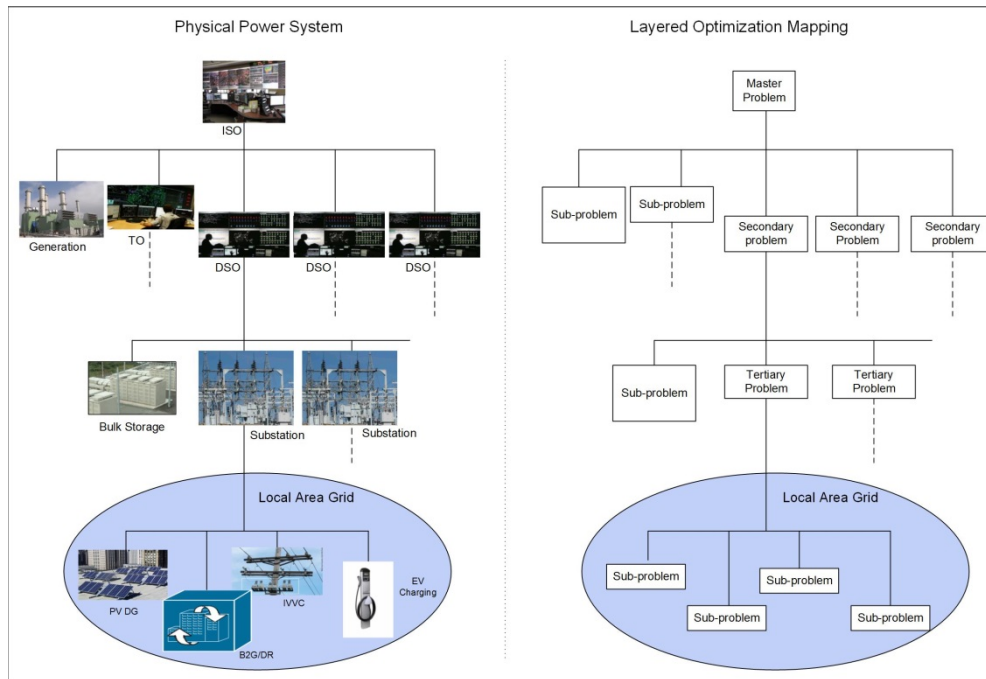 Physical Power System
ISO
Generation
TO
DSO
DSO
DSO
Bulk Storage
Substation
Substation
Local Area Grid
PV DG
B2G/DR
IVVC
EV
Charging
Layered Optimization Mapping
Master
Problem
Sub-problem
Sub-problem
Secondary
problem
Secondary
Problem
Secondary
problem
Sub-problem
Tertiary
Problem
Tertiary
Problem
Local Area Grid
Sub-problem
Sub-problem
Sub-problem
Sub-problem